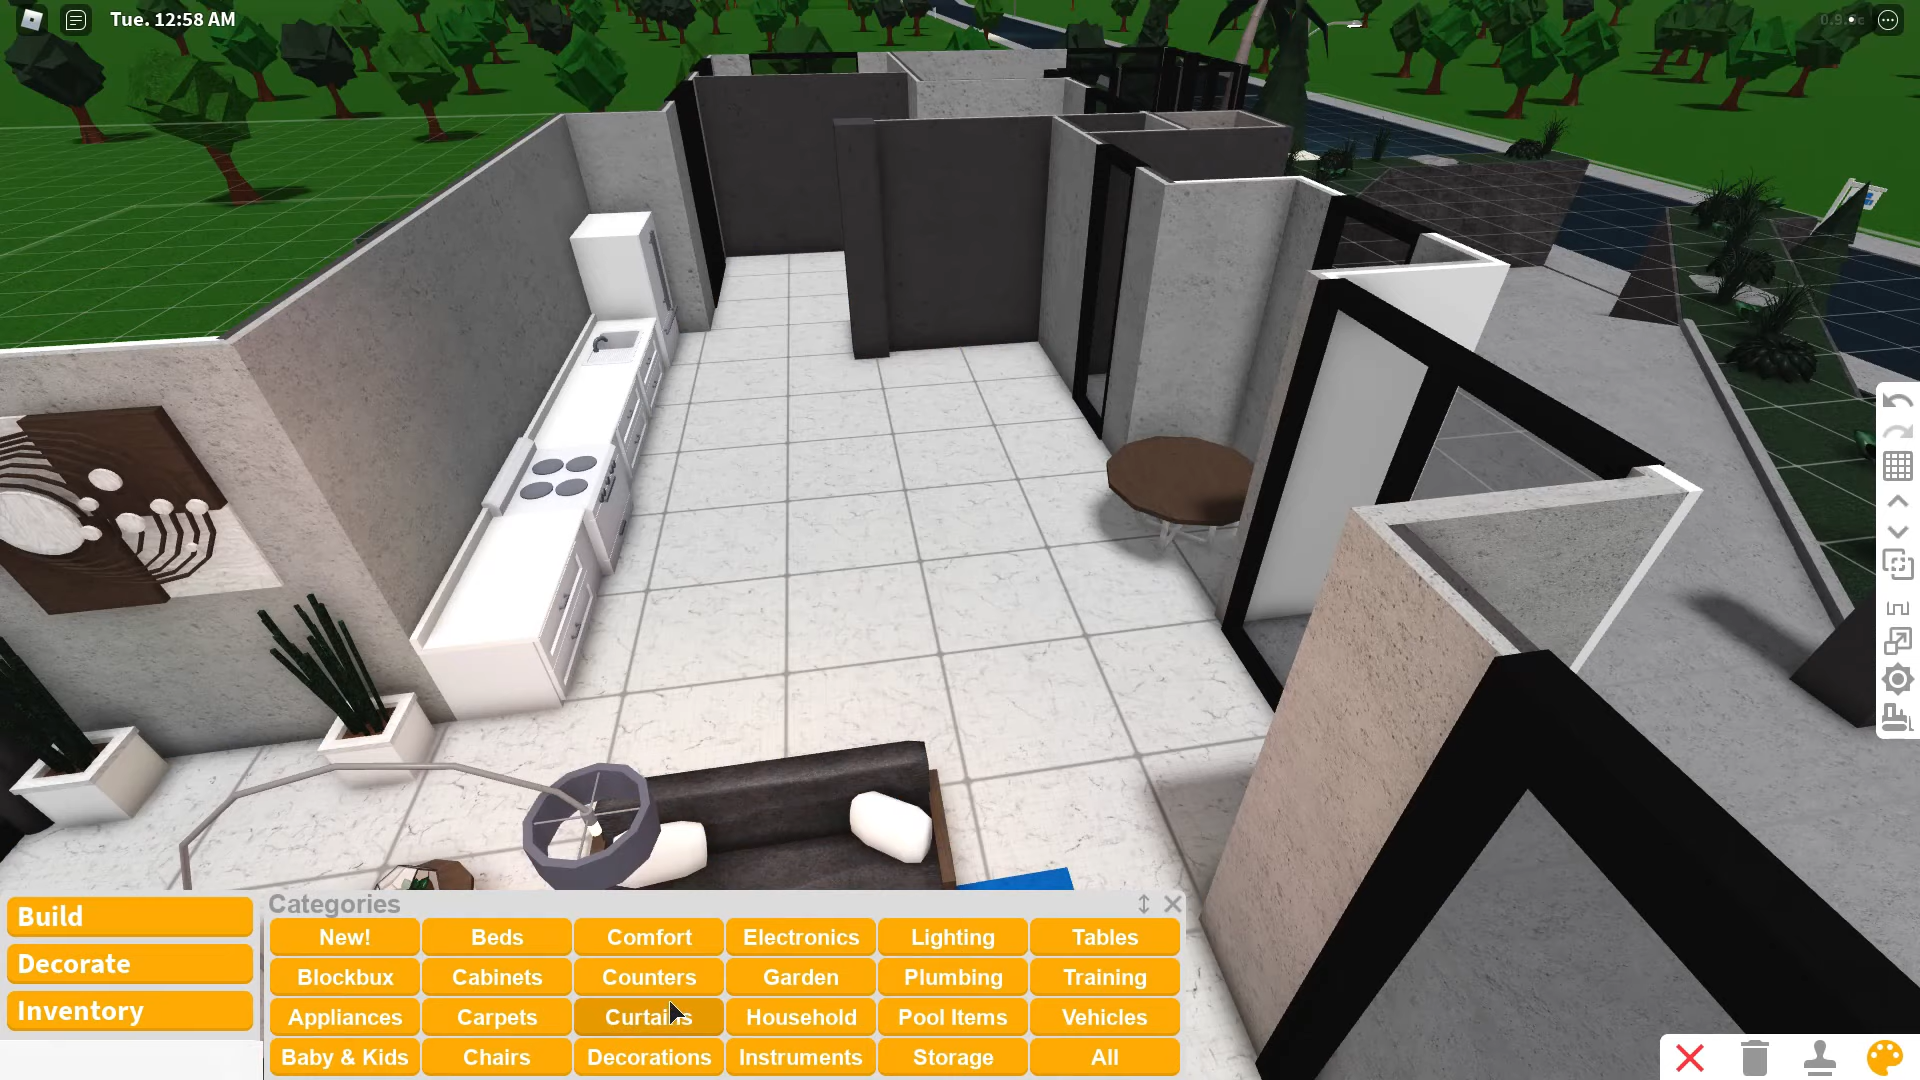 Tue. 12:58 AM
Build
Decorate
Inventory
Categories
New! Beds Comfort Electronics Lighting Tables
Blockbux Cabinets Counters Garden Plumbing Training
Appliances Carpets Curtains Household Pool Items Vehicles
Baby & Kids Chairs Decorations Instruments Storage All